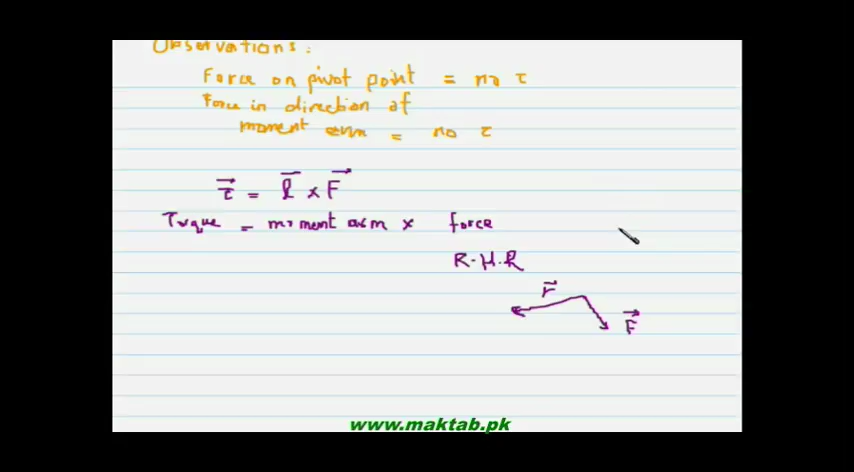 Observations:
Force on pivot point = no τ
Force in direction of
moment arm = no τ
τ = l × F
Torque = moment arm × force
R.H.R
r
F
www.maktab.pk